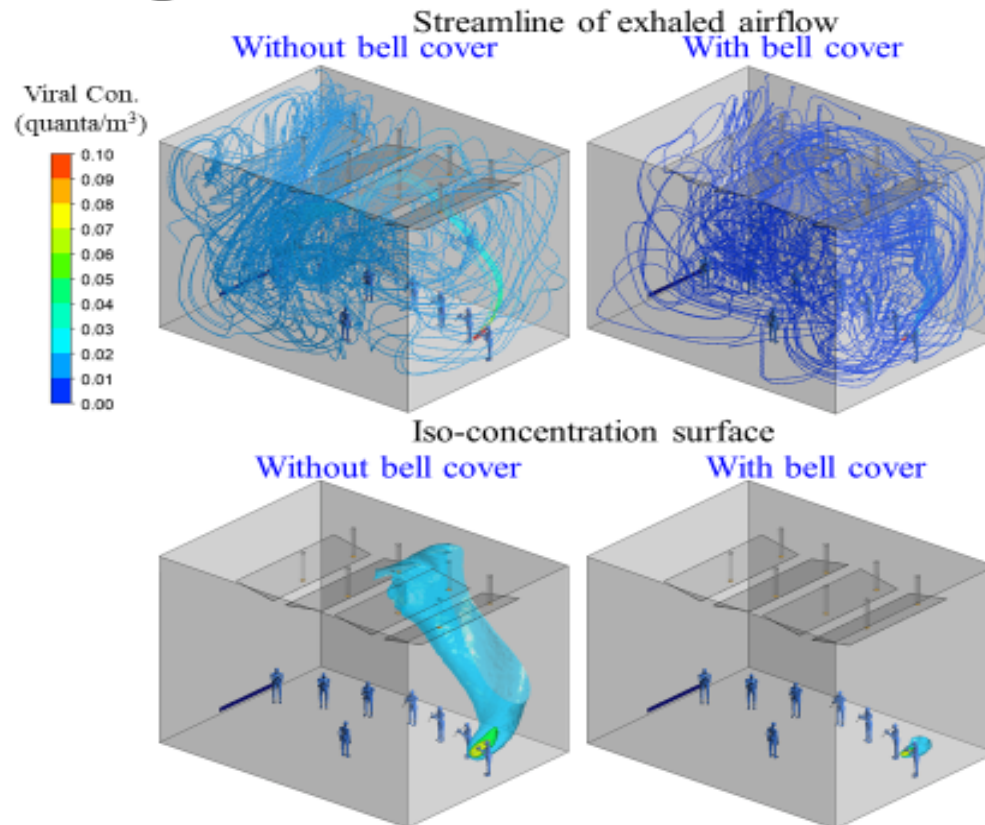 Streamline of exhaled airflow
Without bell cover
With bell cover
Viral Con.
(quanta/m³)
0.10
0.09
0.08
0.07
0.06
0.05
0.04
0.03
0.02
0.01
0.00
Iso-concentration surface
Without bell cover
With bell cover